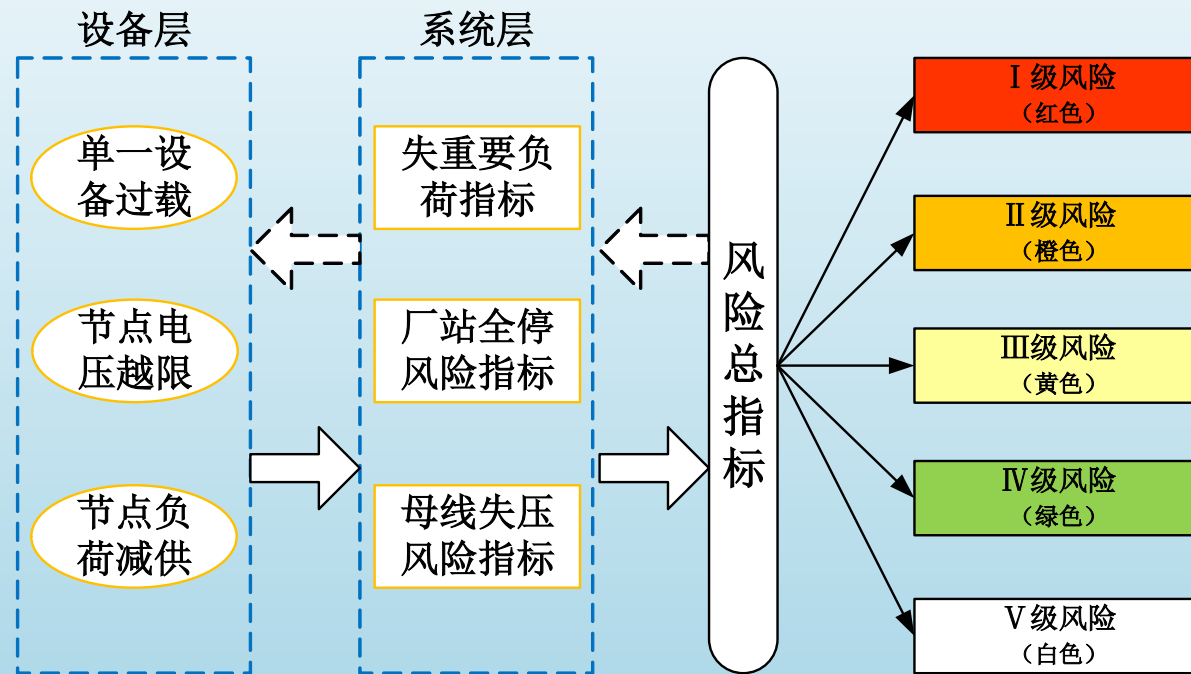 设备层
单一设
备过载
节点电
压越限
节点负
荷减供
系统层
失重要负
荷指标
厂站全停
风险指标
母线失压
风险指标
风
险
总
指
标
Ⅰ级风险
（红色）
Ⅱ级风险
（橙色）
Ⅲ级风险
（黄色）
Ⅳ级风险
（绿色）
Ⅴ级风险
（白色）